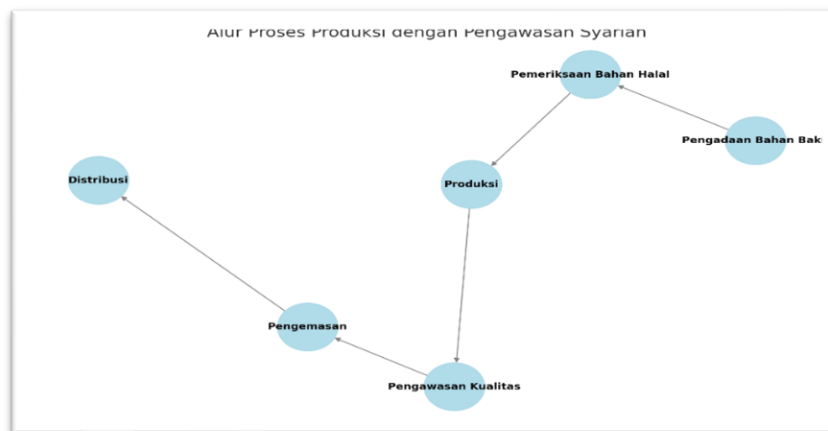 Alur Proses Produksi dengan Pengawasan Syariah
Pemeriksaan Bahan Halal
Pengadaan Bahan Bak
Produksi
Distribusi
Pengemasan
Pengawasan Kualitas